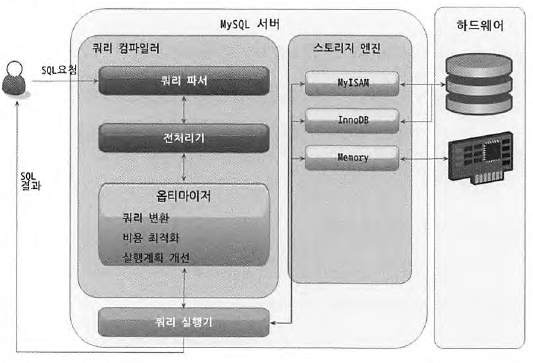 MySQL 서버
하드웨어
쿼리 컴파일러
스토리지 엔진
SQL요청
쿼리 파서
MyISAM
InnoDB
전처리기
Memory
SQL
결과
옵티마이저
쿼리 변환
비용 최적화
실행계획 개선
쿼리 실행기